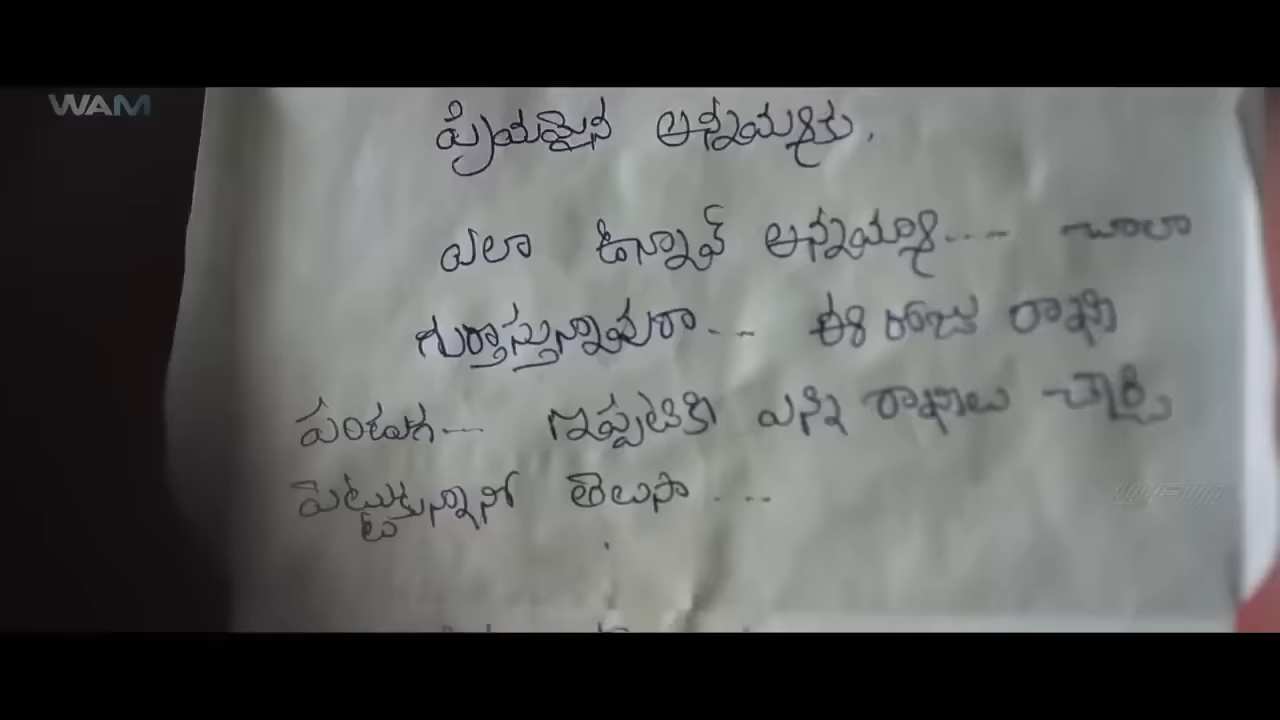 WAM
ప్రియమైన అన్నయ్యకు.
ఎలా ఉన్నావ్ అన్నయ్యా.... చాలా
గుర్తొస్తున్నావురా... ఈ రోజు రాఖీ
పండుగ.... ఇప్పటికి ఎన్ని రాఖీలు
పెట్టుకున్నానో తెలుసా ....